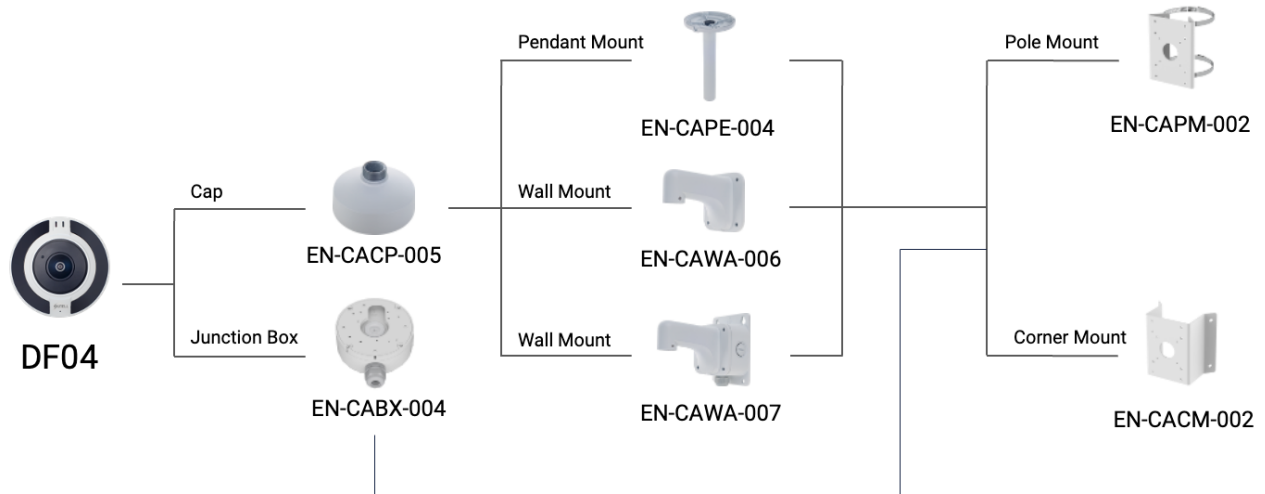 Pendant Mount
Pole Mount
EN-CAPM-002
EN-CAPE-004
Cap
Wall Mount
EN-CACP-005
EN-CAWA-006
DF04
Junction Box
Wall Mount
Corner Mount
EN-CABX-004
EN-CAWA-007
EN-CACM-002